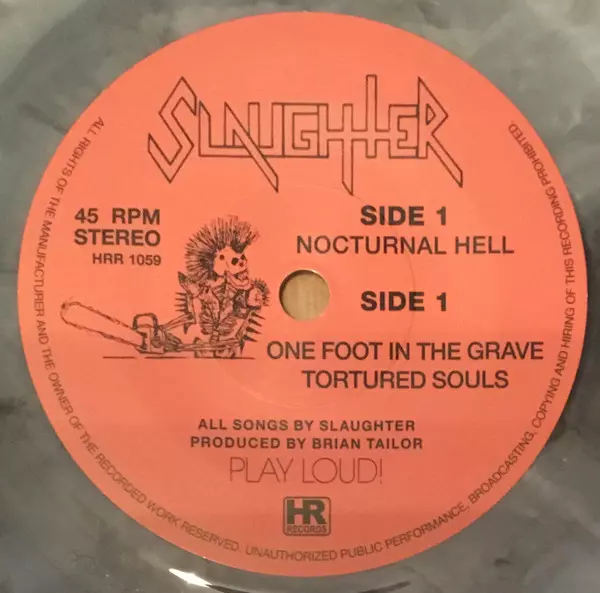 SLAUGHTER
45 RPM
STEREO
HRR 1059
SIDE 1
NOCTURNAL HELL
SIDE 1
ONE FOOT IN THE GRAVE
TORTURED SOULS
ALL SONGS BY SLAUGHTER
PRODUCED BY BRIAN TAILOR
PLAY LOUD!
HR
RECORDS
ALL RIGHTS OF THE MANUFACTURER AND THE OWNER OF THE RECORDED WORK RESERVED. UNAUTHORIZED PUBLIC PERFORMANCE, BROADCASTING, COPYING AND HIRING OF THIS RECORDING PROHIBITED.